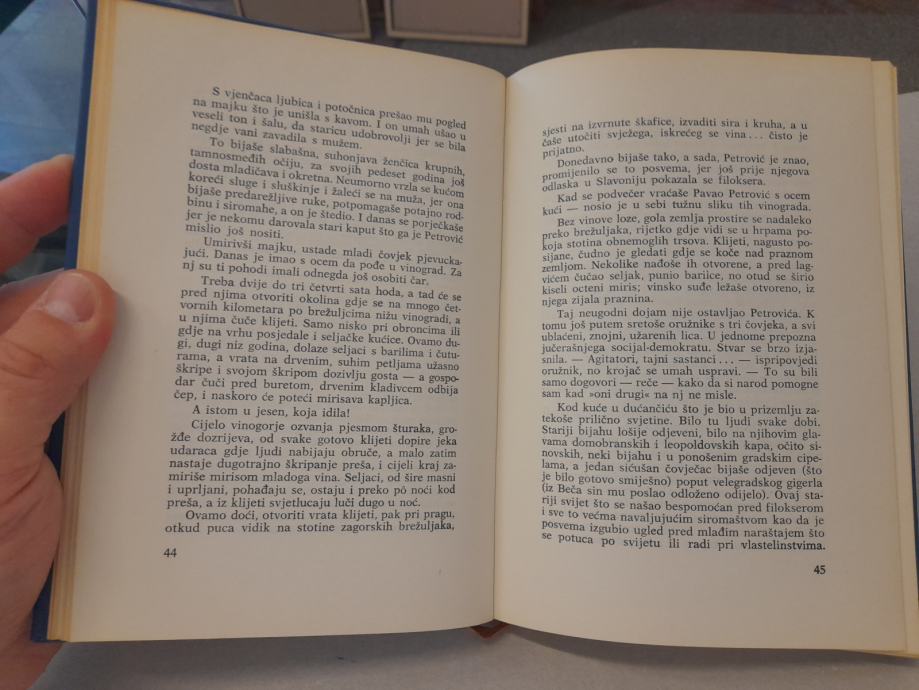 S vjenčaca ljubica i potočnica prešao mu pogled
na majku što je unišla s kavom. I on umah ušao u
veseli ton i šalu, da staricu udobrovolji jer se bila
negdje vani zavadila s mužem.
To bijaše slabašna, suhonjava ženčica krupnih,
tamnosmeđih očiju, za svojih pedeset godina još
dosta mladičava i okretna. Neumorno vrzla se kućom
koreći sluge i sluškinje i žaleći se na muža, jer ona
bijaše predarežljive ruke, potpomagaše potajno rod-
binu i siromahe, a on je štedio. I danas se porječkaše
jer je nekomu darovala stari kaput što ga je Petrović
mislio još nositi.
Umirivši majku, ustade mladi čovjek pjevucka-
jući. Danas je imao s ocem da pođe u vinograd. Za
nj su ti pohodi imali odnegda još osobiti čar.
Treba dvije do tri četvrti sata hoda, a tad će se
pred njima otvoriti okolina gdje se na mnogo čet-
vornih kilometara po brežuljcima nižu vinogradi, a
u njima čuče klijeti. Samo nisko pri obroncima ili
gdje na vrhu posjedale i seljačke kućice. Ovamo du-
gi, dugi niz godina, dolaze seljaci s barilima i čutu-
rama, a vrata na drvenim, suhim petljama užasno
škripe i svojom škripom dozivlju gosta — a gospo-
dar čuči pred buretom, drvenim kladivcem odbija
čep, i naskoro će poteći mirisava kapljica.
A istom u jesen, koja idila!
Cijelo vinogorje ozvanja pjesmom šturaka, gro-
žđe dozrijeva, od svake gotovo klijeti dopire jeka
udaraca gdje ljudi nabijaju obruče, a malo zatim
nastaje dugotrajno škripanje preša, i cijeli kraj za-
miriše mirisom mladoga vina. Seljaci, od šire masni
i uprljani, pohađaju se, ostaju i preko pô noći kod
preša, a iz klijeti svjetlucaju luči dugo u noć.
Ovamo doći, otvoriti vrata klijeti, pak pri pragu,
otkud puca vidik na stotine zagorskih brežuljaka,
44
sjesti na izvrnute škafice, izvaditi sira i kruha, a u
čaše utočiti svježega, iskrećeg se vina... čisto je
prijatno.
Donedavno bijaše tako, a sada, Petrović je znao,
promijenilo se to posvema, jer još prije njegova
odlaska u Slavoniju pokazala se filoksera.
Kad se podvečer vraćaše Pavao Petrović s ocem
kući — nosio je u sebi tužnu sliku tih vinograda.
Bez vinove loze, gola zemlja prostire se nadaleko
preko brežuljaka, rijetko gdje vidi se u hrpama po-
koja stotina obnemoglih trsova. Klijeti, nagusto po-
sijane, čudno je gledati gdje se koče nad praznom
zemljom. Nekolike nađoše ih otvorene, a pred lag-
vićem čučao seljak, punio barilce, no otud se širio
kiseli octeni miris; vinsko suđe ležaše otvoreno, iz
njega zijala praznina.
Taj neugodni dojam nije ostavljao Petrovića. K
tomu još putem sretoše oružnike s tri čovjeka, a svi
ublaćeni, znojni, užarenih lica. U jednome prepozna
jučerašnjega socijal-demokratu. Stvar se brzo izja-
snila. — Agitatori, tajni sastanci... — ispripovjedi
oružnik, no krojač se umah uspravi. — To su bili
samo dogovori — reče — kako da si narod pomogne
sam kad »oni drugi« na nj ne misle.
Kod kuće u dućančiću što je bio u prizemlju za-
tekoše prilično svjetine. Bilo tu ljudi svake dobi.
Stariji bijahu lošije odjeveni, bilo na njihovim gla-
vama domobranskih i leopoldovskih kapa, očito si-
novskih, neki bijahu i u ponošenim gradskim cipe-
lama, a jedan sićušan čovječac bijaše odjeven (što
je bilo gotovo smiješno) poput velegradskog gigerla
(iz Beča sin mu poslao odloženo odijelo). Ovaj sta-
riji svijet što se našao bespomoćan pred filokserom
i sve to većma navaljujućim siromaštvom kao da je
posvema izgubio ugled pred mlađim naraštajem što
se potuca po svijetu ili radi pri vlastelinstvima.
45